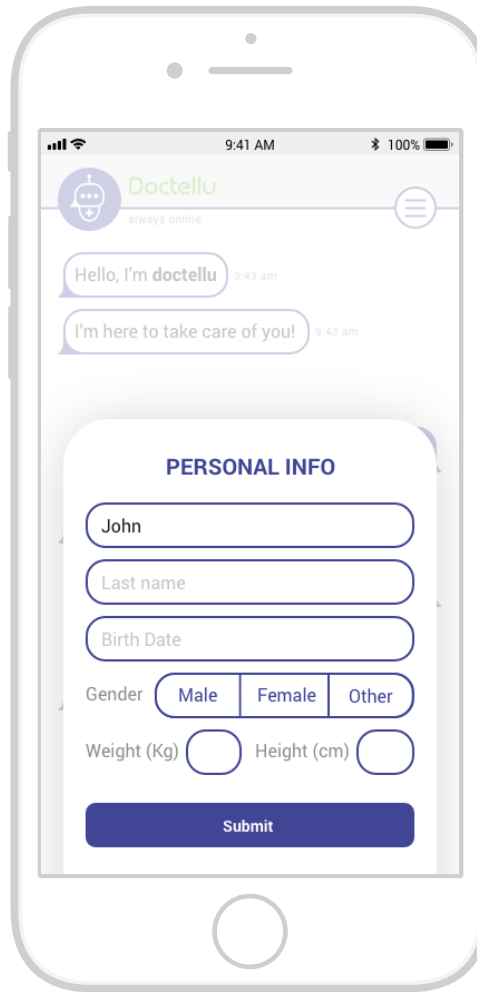 9:41 AM
100%
Doctellu
always online
Hello, I'm doctellu
9:43 am
I'm here to take care of you!
9:43 am
PERSONAL INFO
John
Last name
Birth Date
Gender Male Female Other
Weight (Kg) Height (cm)
Submit